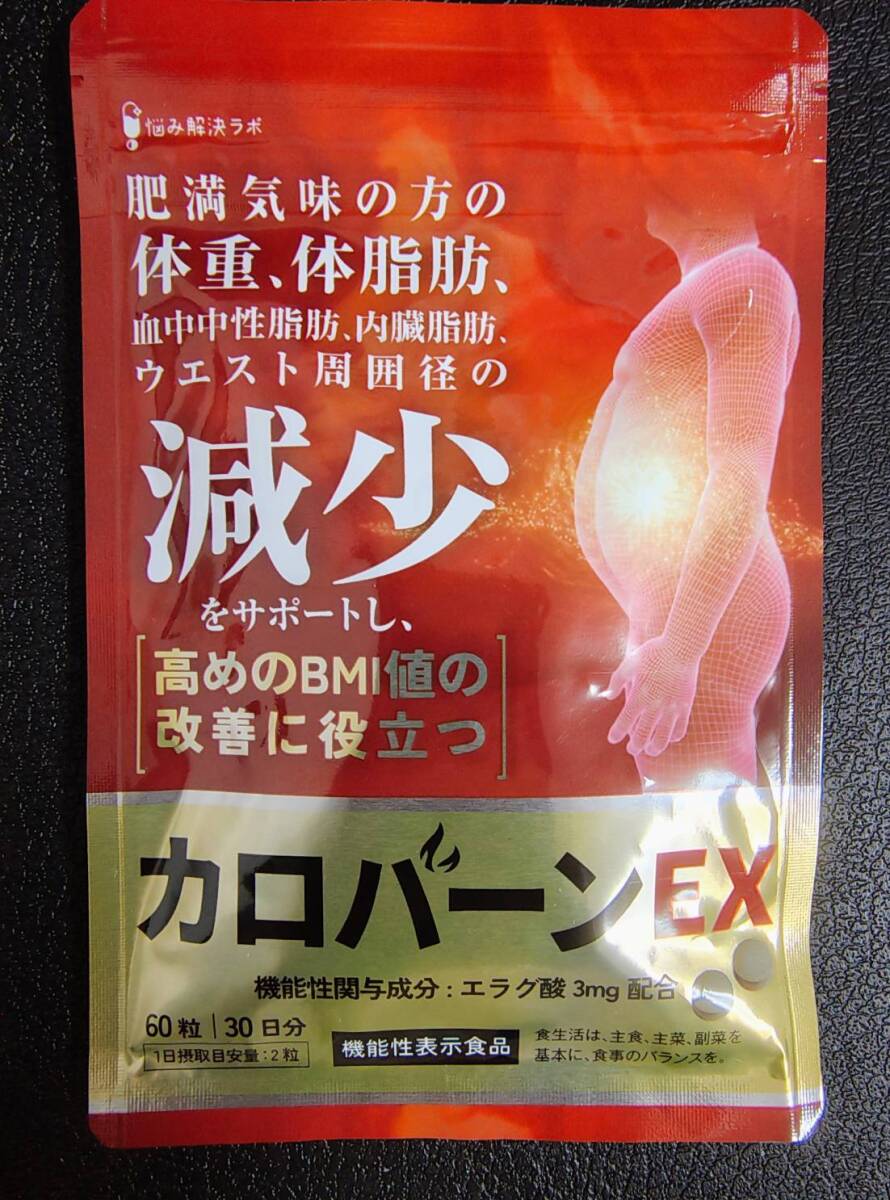 悩み解決ラボ
肥満気味の方の
体重、体脂肪、
血中中性脂肪、内臓脂肪、
ウエスト周囲径の
減少
をサポートし、
高めのBMI値の
改善に役立つ
カロバーンEX
機能性関与成分:エラグ酸 3mg 配合
60粒 | 30日分
1日摂取目安量:2粒
機能性表示食品
食生活は、主食、主菜、副菜を
基本に、食事のバランスを。